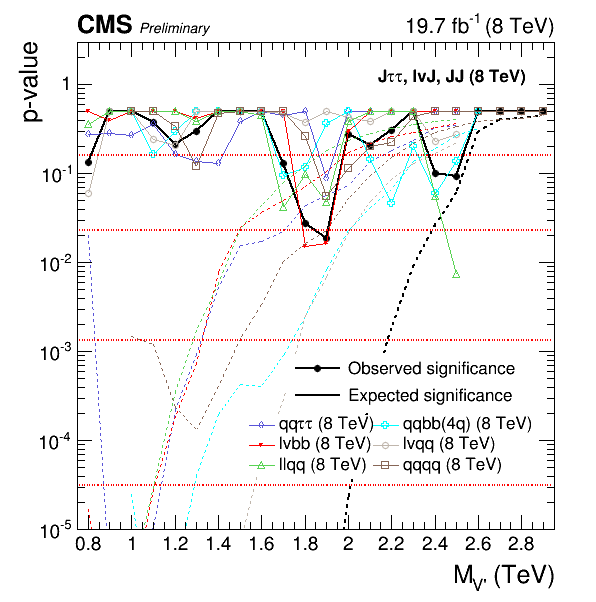 CMS Preliminary 19.7 fb⁻¹ (8 TeV)
p-value
Jττ, lνJ, JJ (8 TeV)
1
10⁻¹
10⁻²
10⁻³
10⁻⁴
10⁻⁵
Observed significance
Expected significance
qqττ (8 TeV) qqbb(4q) (8 TeV)
lνbb (8 TeV) lνqq (8 TeV)
llqq (8 TeV) qqqq (8 TeV)
0.8 1 1.2 1.4 1.6 1.8 2 2.2 2.4 2.6 2.8
M_V' (TeV)